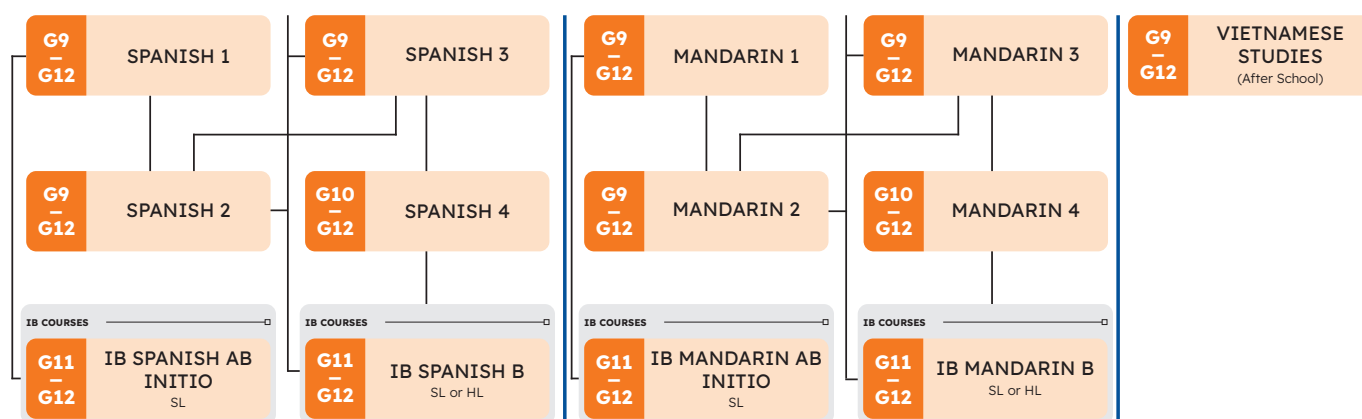 G9
—
G12
SPANISH 1
G9
—
G12
SPANISH 3
G9
—
G12
MANDARIN 1
G9
—
G12
MANDARIN 3
G9
—
G12
VIETNAMESE
STUDIES
(After School)
G9
—
G12
SPANISH 2
G10
—
G12
SPANISH 4
G9
—
G12
MANDARIN 2
G10
—
G12
MANDARIN 4
IB COURSES
G11
—
G12
IB SPANISH AB
INITIO
SL
IB COURSES
G11
—
G12
IB SPANISH B
SL or HL
IB COURSES
G11
—
G12
IB MANDARIN AB
INITIO
SL
IB COURSES
G11
—
G12
IB MANDARIN B
SL or HL